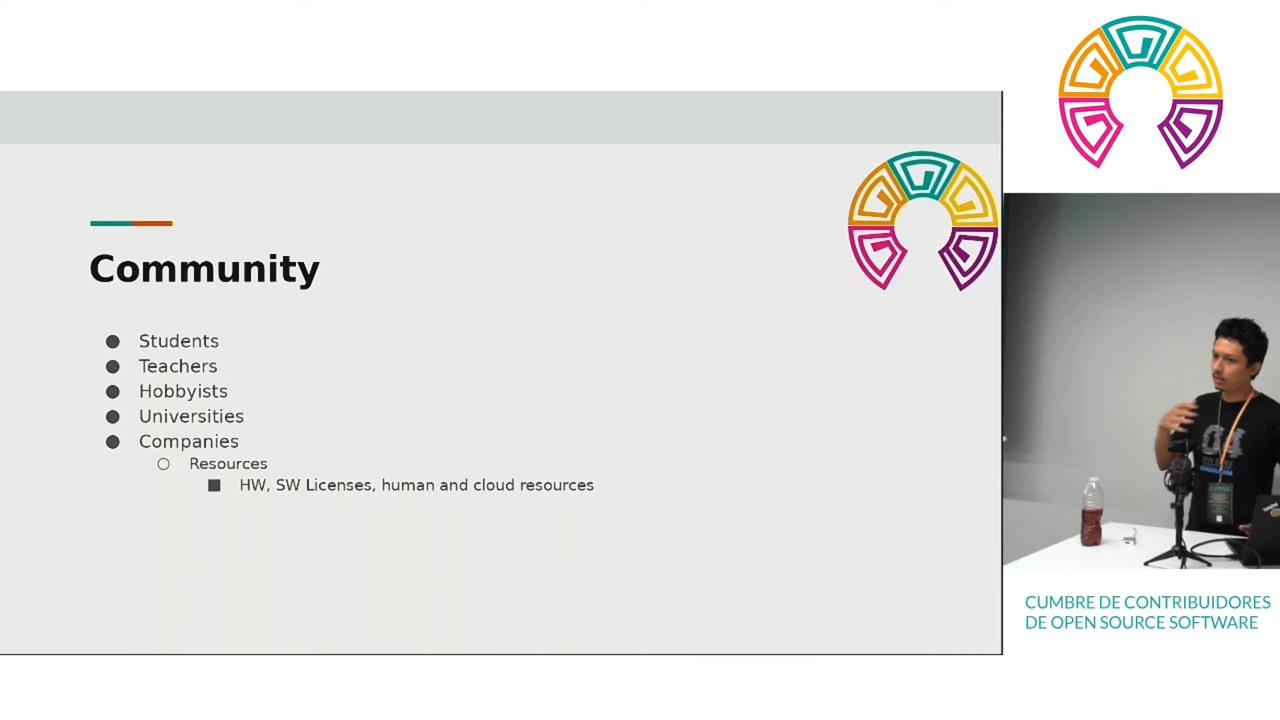 Community
Students
Teachers
Hobbyists
Universities
Companies
Resources
HW, SW Licenses, human and cloud resources
CUMBRE DE CONTRIBUIDORES
DE OPEN SOURCE SOFTWARE